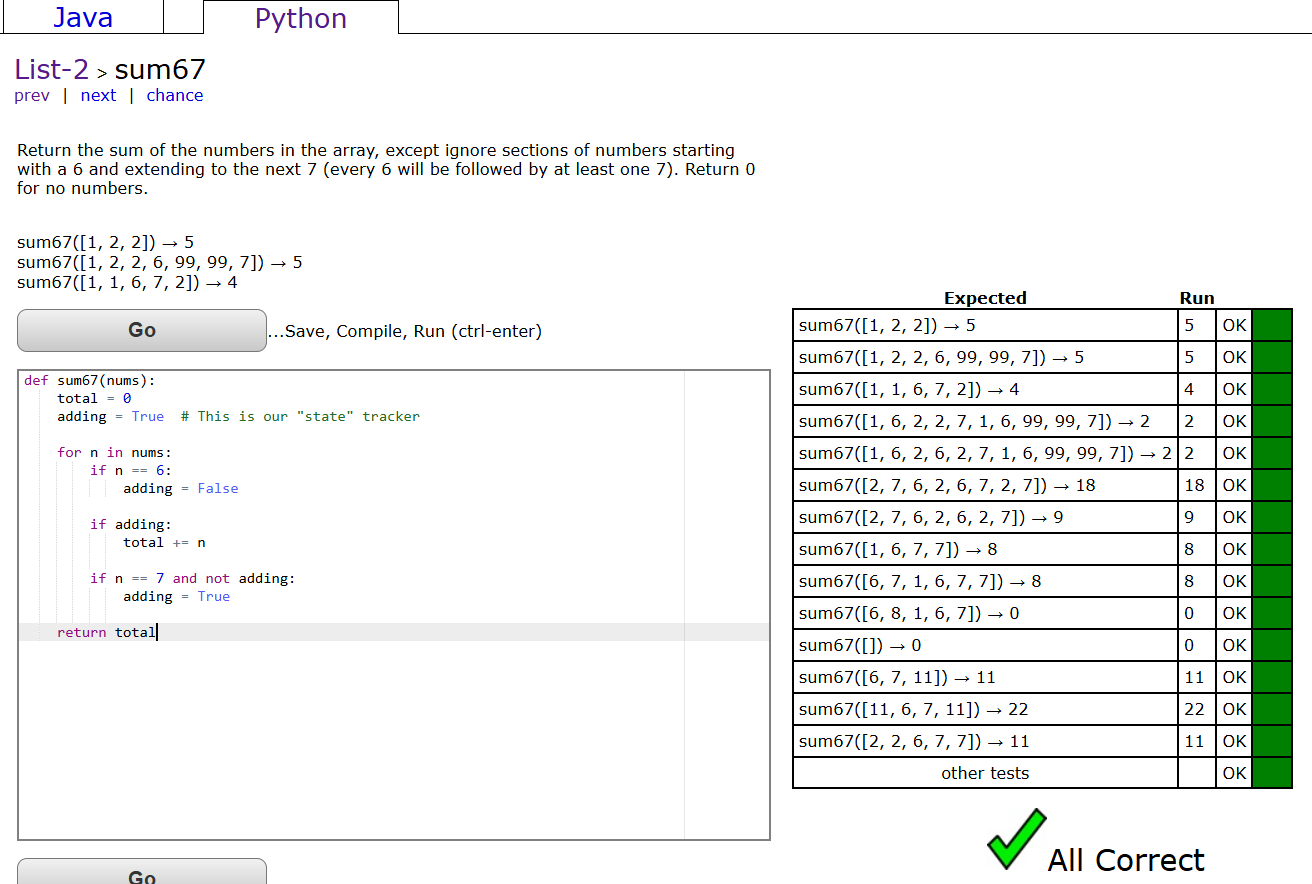 Java
Python
List-2 > sum67
prev | next | chance
Return the sum of the numbers in the array, except ignore sections of numbers starting
with a 6 and extending to the next 7 (every 6 will be followed by at least one 7). Return 0
for no numbers.
sum67([1, 2, 2]) → 5
sum67([1, 2, 2, 6, 99, 99, 7]) → 5
sum67([1, 1, 6, 7, 2]) → 4
Go ...Save, Compile, Run (ctrl-enter)
def sum67(nums):
    total = 0
    adding = True  # This is our "state" tracker
    for n in nums:
        if n == 6:
            adding = False
        if adding:
            total += n
        if n == 7 and not adding:
            adding = True
    return total
Go
Expected Run
sum67([1, 2, 2]) → 5 5 OK
sum67([1, 2, 2, 6, 99, 99, 7]) → 5 5 OK
sum67([1, 1, 6, 7, 2]) → 4 4 OK
sum67([1, 6, 2, 2, 7, 1, 6, 99, 99, 7]) → 2 2 OK
sum67([1, 6, 2, 6, 2, 7, 1, 6, 99, 99, 7]) → 2 2 OK
sum67([2, 7, 6, 2, 6, 7, 2, 7]) → 18 18 OK
sum67([2, 7, 6, 2, 6, 2, 7]) → 9 9 OK
sum67([1, 6, 7, 7]) → 8 8 OK
sum67([6, 7, 1, 6, 7, 7]) → 8 8 OK
sum67([6, 8, 1, 6, 7]) → 0 0 OK
sum67([]) → 0 0 OK
sum67([6, 7, 11]) → 11 11 OK
sum67([11, 6, 7, 11]) → 22 22 OK
sum67([2, 2, 6, 7, 7]) → 11 11 OK
other tests OK
All Correct